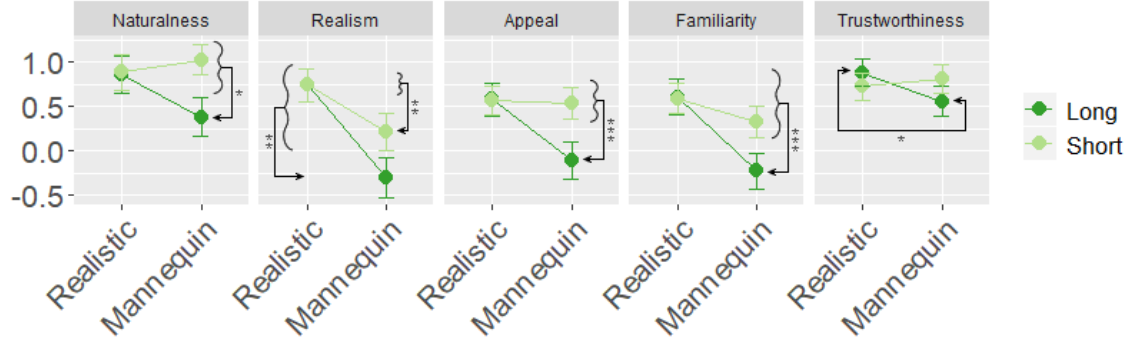 Naturalness Realism Appeal Familiarity Trustworthiness
1.0
0.5
0.0
-0.5
*
**
**
***
***
*
Long
Short
Realistic Mannequin Realistic Mannequin Realistic Mannequin Realistic Mannequin Realistic Mannequin